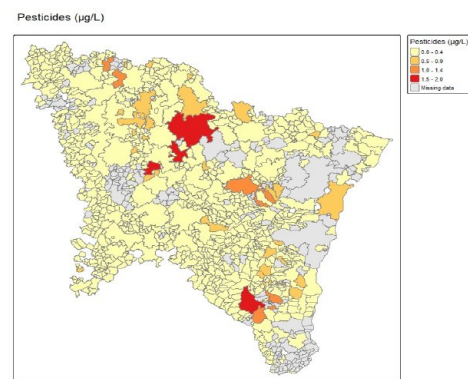 Pesticides (µg/L)
Pesticides (µg/L)
0.0 - 0.4
0.5 - 0.9
1.0 - 1.4
1.5 - 2.0
Missing data